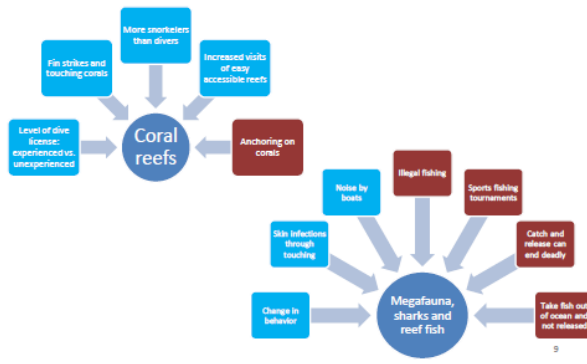 More snorkelers
than divers
Fin strikes and
touching corals
Increased visits
of easy
accessible reefs
Level of dive
license:
experienced vs.
unexperienced
Coral
reefs
Anchoring on
corals
Illegal fishing
Noise by
boats
Sports fishing
tournaments
Skin infections
through
touching
Catch and
release can
end deadly
Change in
behavior
Megafauna,
sharks and
reef fish
Take fish out
of ocean and
not released
9